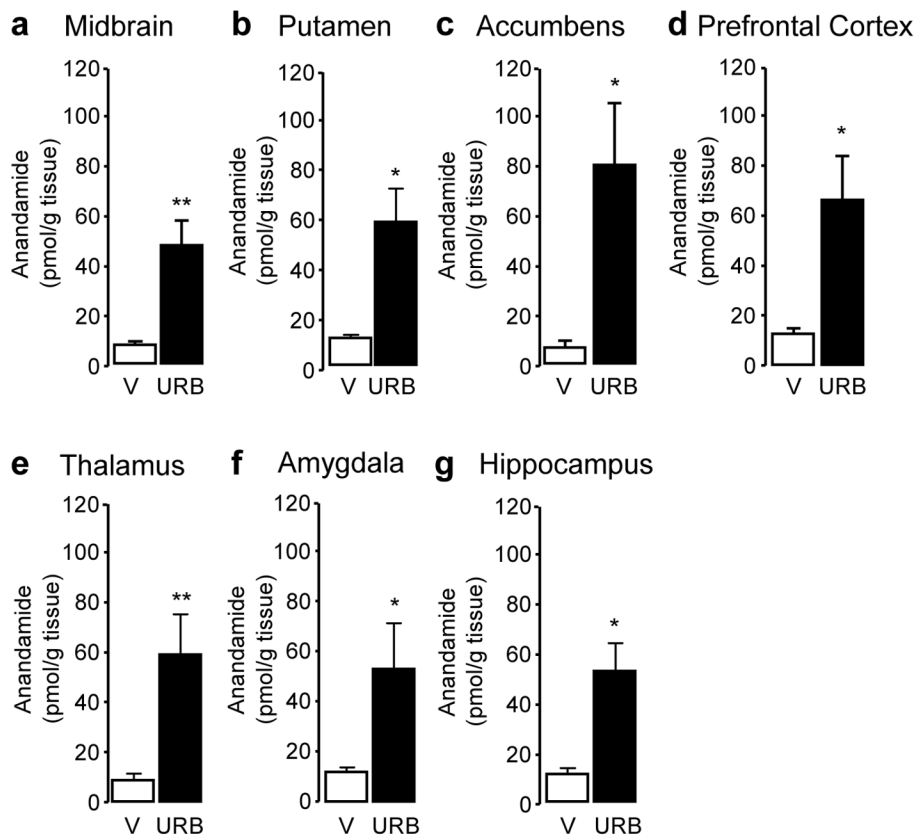 a Midbrain
120
100
80
60
40
20
0
Anandamide
(pmol/g tissue)
**
V URB
b Putamen
120
100
80
60
40
20
0
Anandamide
(pmol/g tissue)
*
V URB
c Accumbens
120
100
80
60
40
20
0
Anandamide
(pmol/g tissue)
*
V URB
d Prefrontal Cortex
120
100
80
60
40
20
0
Anandamide
(pmol/g tissue)
*
V URB
e Thalamus
120
100
80
60
40
20
0
Anandamide
(pmol/g tissue)
**
V URB
f Amygdala
120
100
80
60
40
20
0
Anandamide
(pmol/g tissue)
*
V URB
g Hippocampus
120
100
80
60
40
20
0
Anandamide
(pmol/g tissue)
*
V URB